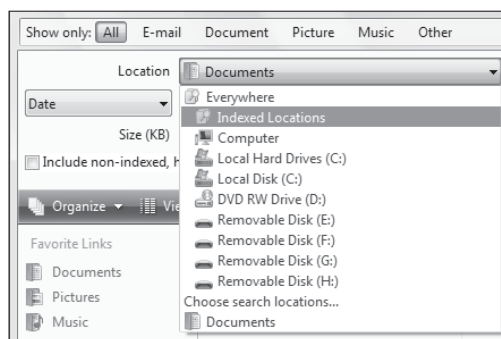 Show only: All E-mail Document Picture Music Other
Location Documents
Everywhere
Date Indexed Locations
Computer
Size (KB)
Include non-indexed, h Local Hard Drives (C:)
Local Disk (C:)
DVD RW Drive (D:)
Organize Removable Disk (E:)
Removable Disk (F:)
Favorite Links
Removable Disk (G:)
Documents
Removable Disk (H:)
Pictures
Choose search locations...
Music Documents